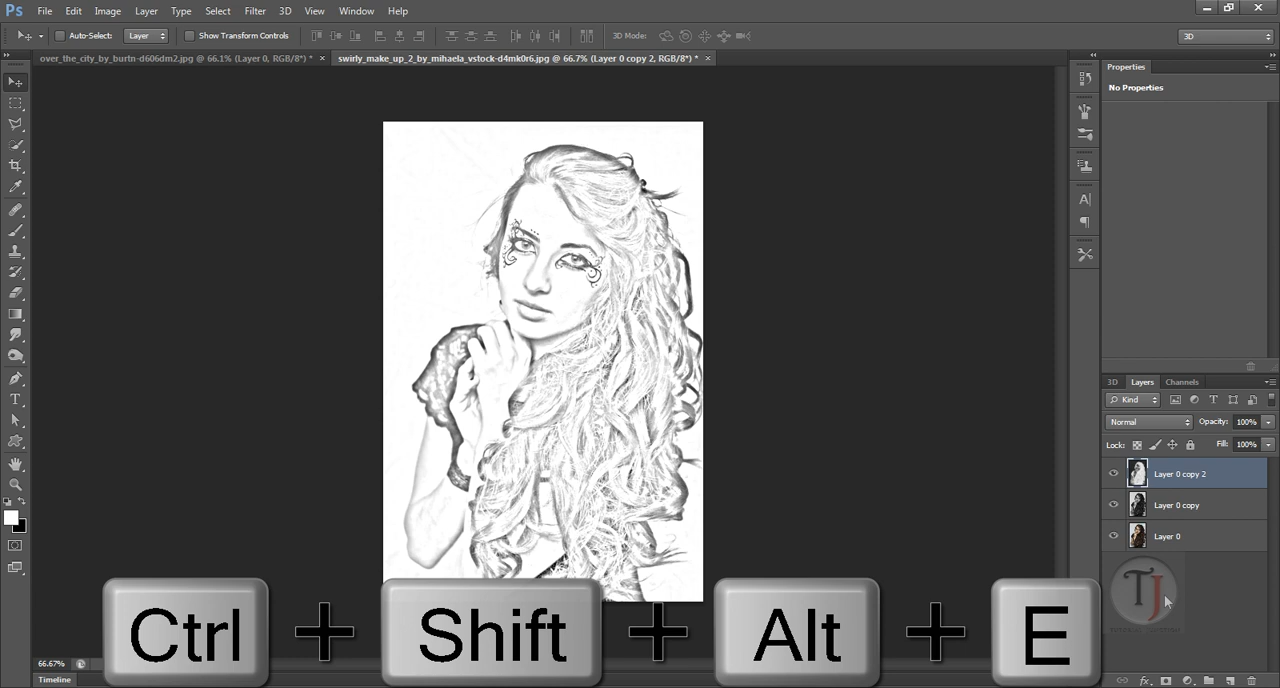 Ps File Edit Image Layer Type Select Filter 3D View Window Help
Auto-Select: Layer Show Transform Controls 3D Mode: 3D
over_the_city_by_burtn-d606dm2.jpg @ 66.1% (Layer 0, RGB/8*) * × swirly_make_up_2_by_mihaela_vstock-d4mk0r6.jpg @ 66.7% (Layer 0 copy 2, RGB/8*) * ×
Properties
No Properties
3D Layers Channels
Kind
Normal Opacity: 100%
Lock: Fill: 100%
Layer 0 copy 2
Layer 0 copy
Layer 0
TJ
Ctrl + Shift + Alt + E
66.67%
Timeline
fx